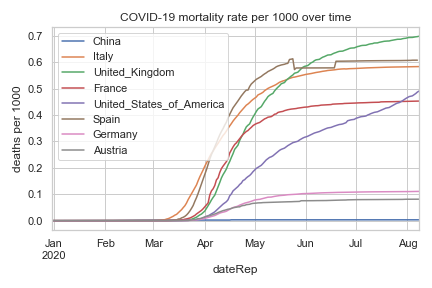 COVID-19 mortality rate per 1000 over time
China
Italy
United_Kingdom
France
United_States_of_America
Spain
Germany
Austria
deaths per 1000
0.7
0.6
0.5
0.4
0.3
0.2
0.1
0.0
Jan Feb Mar Apr May Jun Jul Aug
2020
dateRep